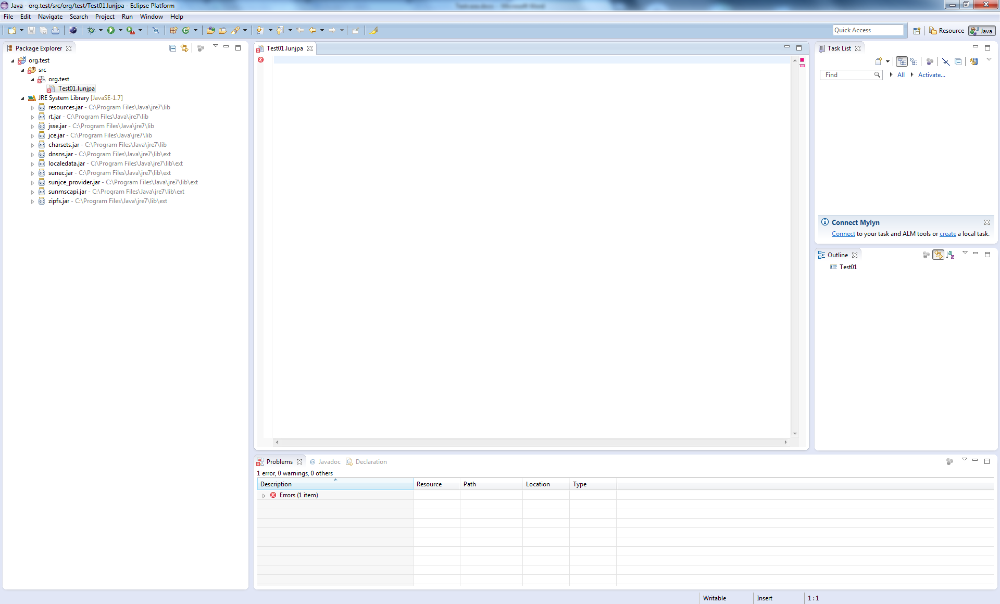 Java - org.test/src/org/test/Test01.lunjpa - Eclipse Platform
File Edit Navigate Search Project Run Window Help
Quick Access
Resource
Java
Package Explorer
org.test
src
org.test
Test01.lunjpa
JRE System Library [JavaSE-1.7]
resources.jar - C:\Program Files\Java\jre7\lib
rt.jar - C:\Program Files\Java\jre7\lib
jsse.jar - C:\Program Files\Java\jre7\lib
jce.jar - C:\Program Files\Java\jre7\lib
charsets.jar - C:\Program Files\Java\jre7\lib
dnsns.jar - C:\Program Files\Java\jre7\lib\ext
localedata.jar - C:\Program Files\Java\jre7\lib\ext
sunec.jar - C:\Program Files\Java\jre7\lib\ext
sunjce_provider.jar - C:\Program Files\Java\jre7\lib\ext
sunmscapi.jar - C:\Program Files\Java\jre7\lib\ext
zipfs.jar - C:\Program Files\Java\jre7\lib\ext
Test01.lunjpa
Task List
Find
All
Activate...
Connect Mylyn
Connect to your task and ALM tools or create a local task.
Outline
Test01
Problems
@ Javadoc
Declaration
1 error, 0 warnings, 0 others
Description Resource Path Location Type
Errors (1 item)
Writable Insert 1 : 1